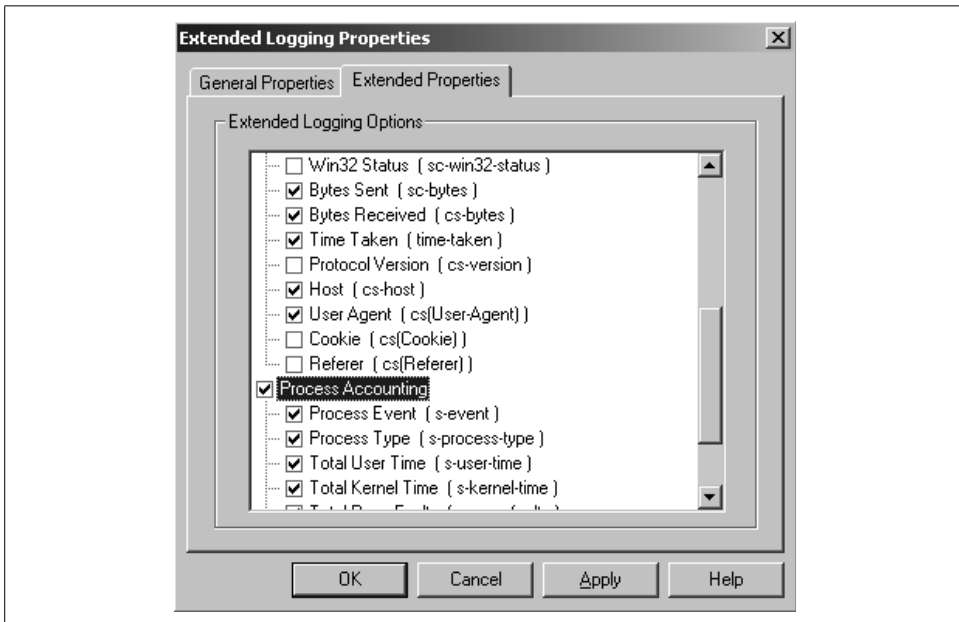 Extended Logging Properties
General Properties
Extended Properties
Extended Logging Options
Win32 Status ( sc-win32-status )
Bytes Sent ( sc-bytes )
Bytes Received ( cs-bytes )
Time Taken ( time-taken )
Protocol Version ( cs-version )
Host ( cs-host )
User Agent ( cs(User-Agent) )
Cookie ( cs(Cookie) )
Referer ( cs(Referer) )
Process Accounting
Process Event ( s-event )
Process Type ( s-process-type )
Total User Time ( s-user-time )
Total Kernel Time ( s-kernel-time )
OK
Cancel
Apply
Help